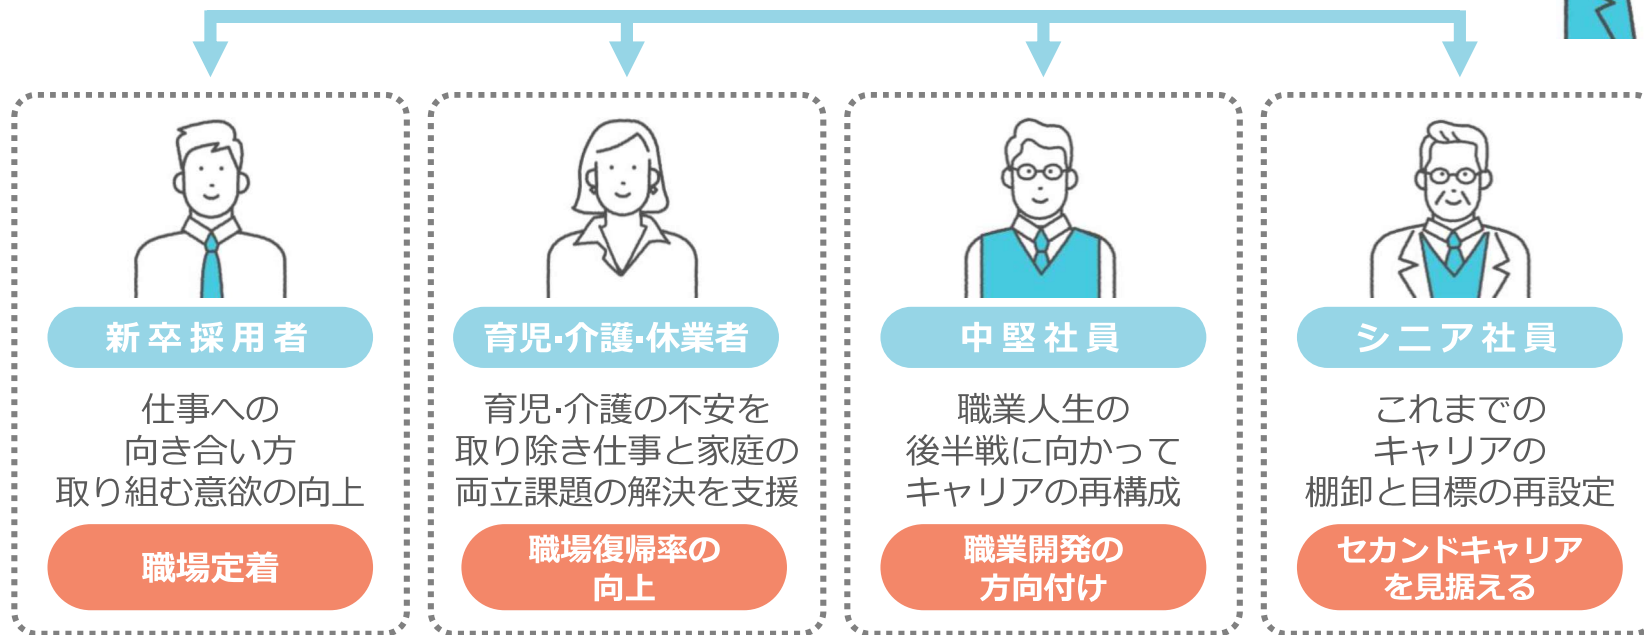 新卒採用者
仕事への
向き合い方
取り組む意欲の向上
職場定着
育児・介護・休業者
育児・介護の不安を
取り除き仕事と家庭の
両立課題の解決を支援
職場復帰率の
向上
中堅社員
職業人生の
後半戦に向かって
キャリアの再構成
職業開発の
方向付け
シニア社員
これまでの
キャリアの
棚卸と目標の再設定
セカンドキャリア
を見据える